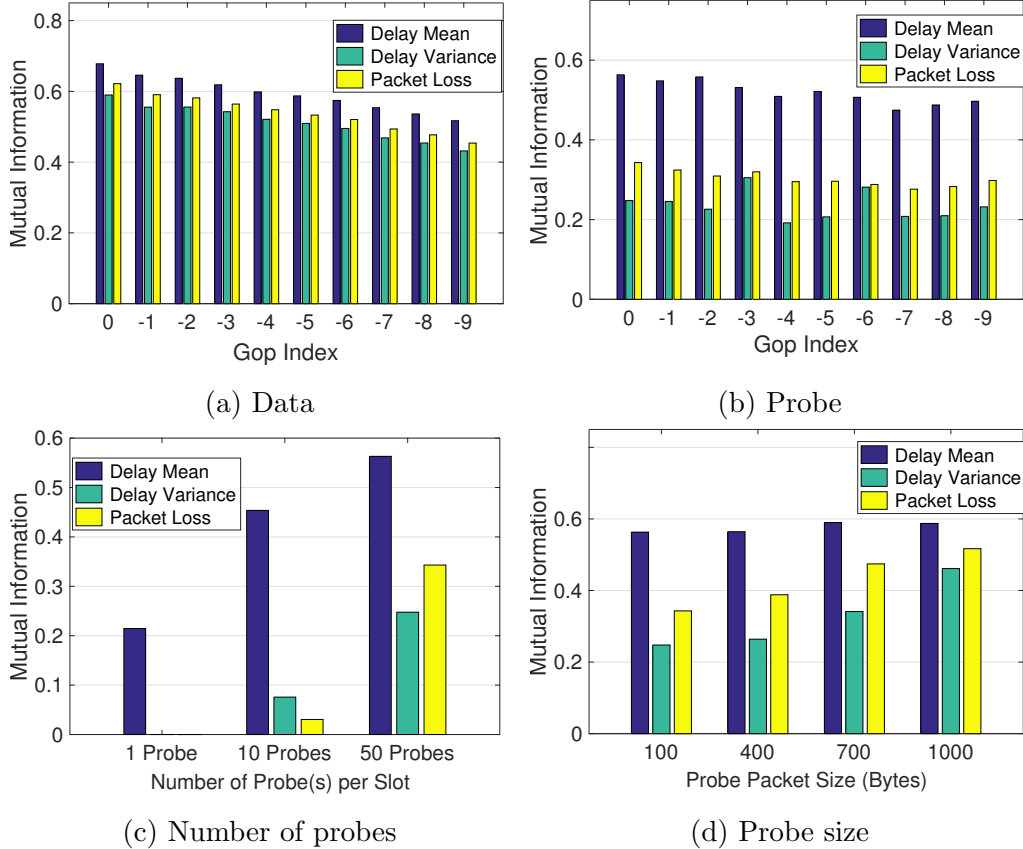 0.8
0.6
0.4
0.2
0
Mutual Information
Delay Mean
Delay Variance
Packet Loss
0 -1 -2 -3 -4 -5 -6 -7 -8 -9
Gop Index
(a) Data
0.6
0.4
0.2
0
Mutual Information
Delay Mean
Delay Variance
Packet Loss
0 -1 -2 -3 -4 -5 -6 -7 -8 -9
Gop Index
(b) Probe
0.6
0.5
0.4
0.3
0.2
0.1
0
Mutual Information
Delay Mean
Delay Variance
Packet Loss
1 Probe 10 Probes 50 Probes
Number of Probe(s) per Slot
(c) Number of probes
0.6
0.4
0.2
0
Mutual Information
Delay Mean
Delay Variance
Packet Loss
100 400 700 1000
Probe Packet Size (Bytes)
(d) Probe size